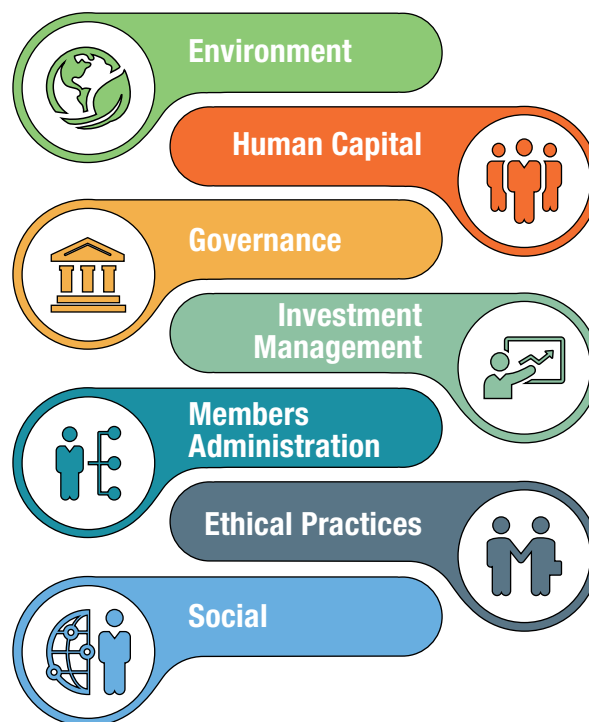 Environment
Human Capital
Governance
Investment
Management
Members
Administration
Ethical Practices
Social